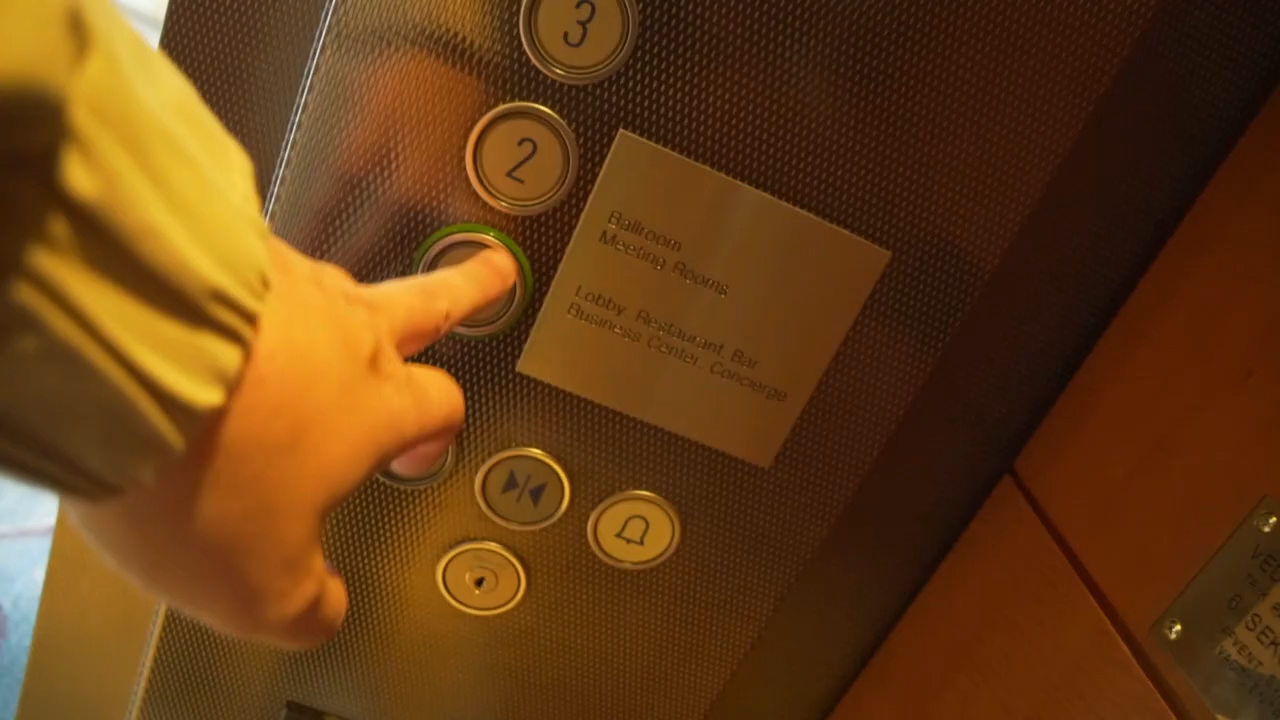 3
2
Ballroom
Meeting Rooms
Lobby, Restaurant, Bar
Business Center, Concierge